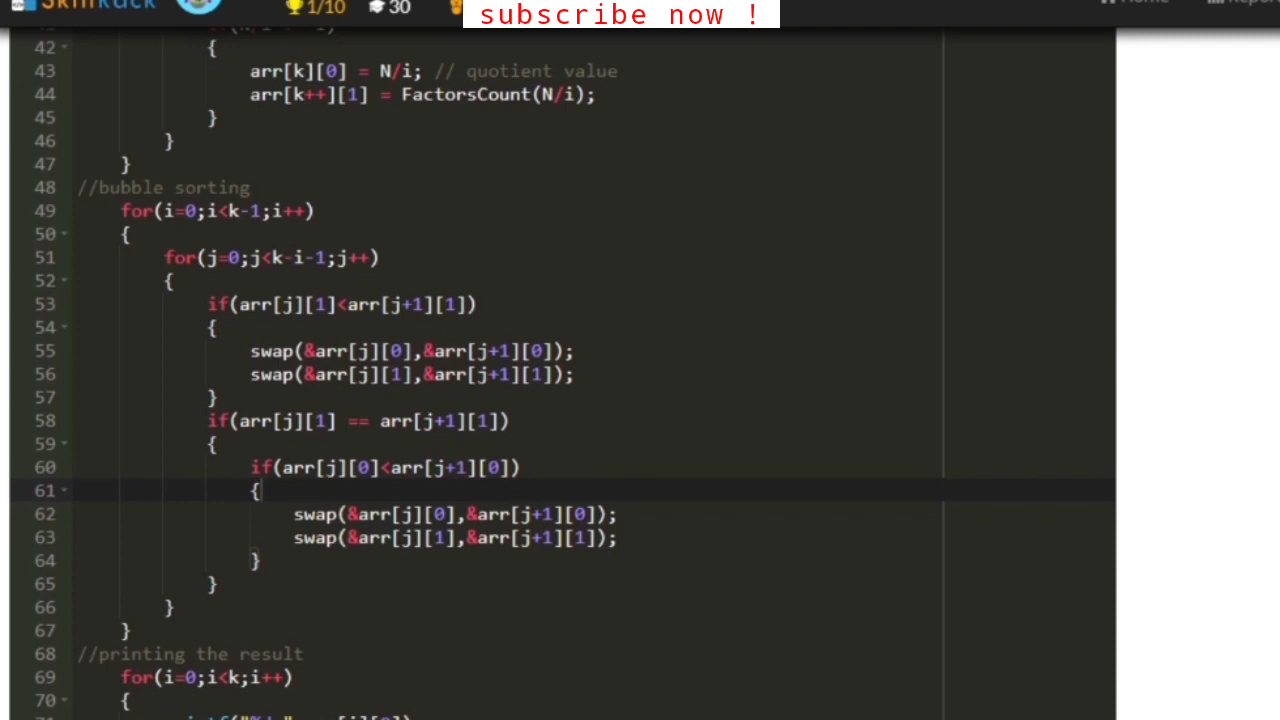 SkillRack
1/10
30
subscribe now !
Home
42
{
43 arr[k][0] = N/i; // quotient value
44 arr[k++][1] = FactorsCount(N/i);
45 }
46 }
47 }
48 //bubble sorting
49 for(i=0;i<k-1;i++)
50 {
51 for(j=0;j<k-i-1;j++)
52 {
53 if(arr[j][1]<arr[j+1][1])
54 {
55 swap(&arr[j][0],&arr[j+1][0]);
56 swap(&arr[j][1],&arr[j+1][1]);
57 }
58 if(arr[j][1] == arr[j+1][1])
59 {
60 if(arr[j][0]<arr[j+1][0])
61 {
62 swap(&arr[j][0],&arr[j+1][0]);
63 swap(&arr[j][1],&arr[j+1][1]);
64 }
65 }
66 }
67 }
68 //printing the result
69 for(i=0;i<k;i++)
70 {